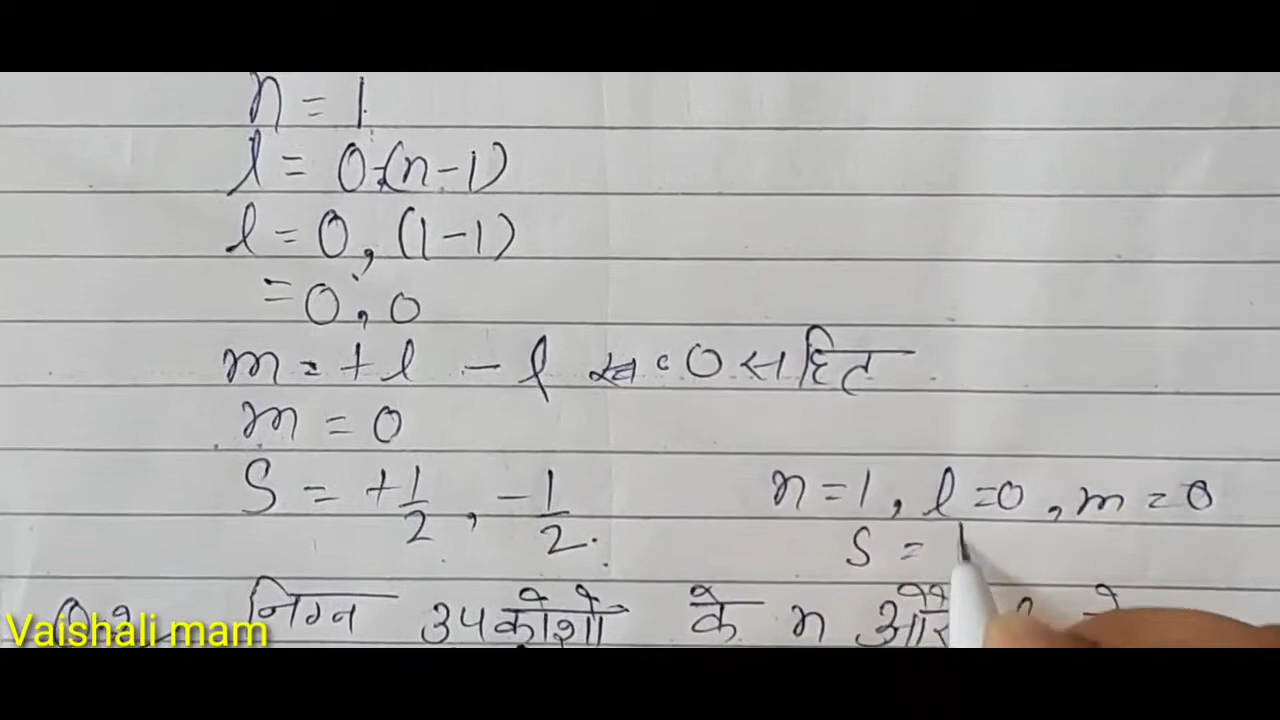 n = 1
l = 0-(n-1)
l = 0, (1-1)
= 0, 0
m = +l - l 0 सहित
m = 0
S = +1/2, -1/2.
n = 1, l = 0, m = 0
S =
निम्न उपकोशों के n और
Vaishali mam